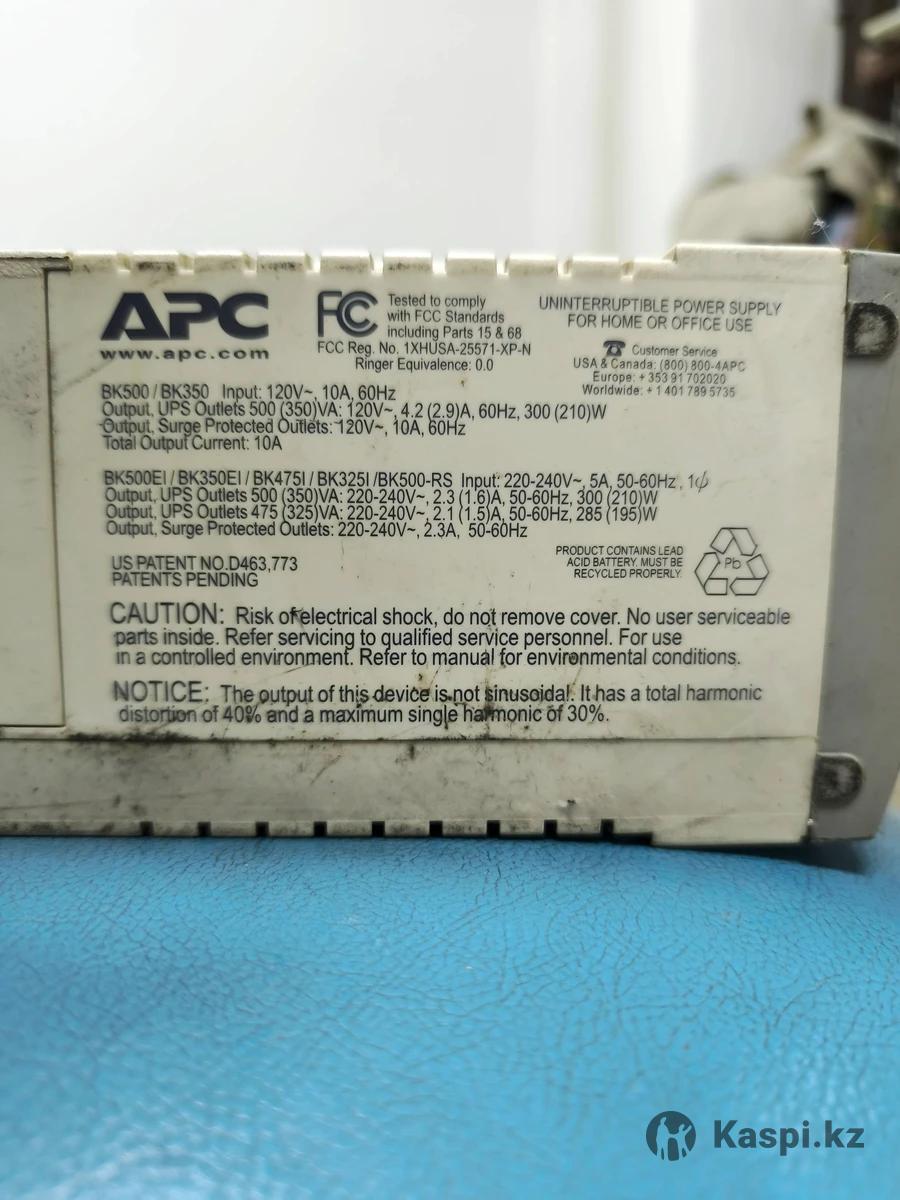 APC
www.apc.com
FC
Tested to comply
with FCC Standards
including Parts 15 & 68
FCC Reg. No. 1XHUSA-25571-XP-N
Ringer Equivalence: 0.0
UNINTERRUPTIBLE POWER SUPPLY
FOR HOME OR OFFICE USE
Customer Service
USA & Canada: (800) 800-4APC
Europe: + 353 91 702020
Worldwide: + 1 401 789 5735
BK500 / BK350 Input: 120V~, 10A, 60Hz
Output, UPS Outlets 500 (350)VA: 120V~, 4.2 (2.9)A, 60Hz, 300 (210)W
Output, Surge Protected Outlets: 120V~, 10A, 60Hz
Total Output Current: 10A
BK500EI / BK350EI / BK475I / BK325I /BK500-RS Input: 220-240V~, 5A, 50-60Hz , 1ϕ
Output, UPS Outlets 500 (350)VA: 220-240V~, 2.3 (1.6)A, 50-60Hz, 300 (210)W
Output, UPS Outlets 475 (325)VA: 220-240V~, 2.1 (1.5)A, 50-60Hz, 285 (195)W
Output, Surge Protected Outlets: 220-240V~, 2.3A, 50-60Hz
US PATENT NO.D463,773
PATENTS PENDING
PRODUCT CONTAINS LEAD
ACID BATTERY. MUST BE
RECYCLED PROPERLY.
Pb
CAUTION: Risk of electrical shock, do not remove cover. No user serviceable
parts inside. Refer servicing to qualified service personnel. For use
in a controlled environment. Refer to manual for environmental conditions.
NOTICE: The output of this device is not sinusoidal. It has a total harmonic
distortion of 40% and a maximum single harmonic of 30%.
Kaspi.kz